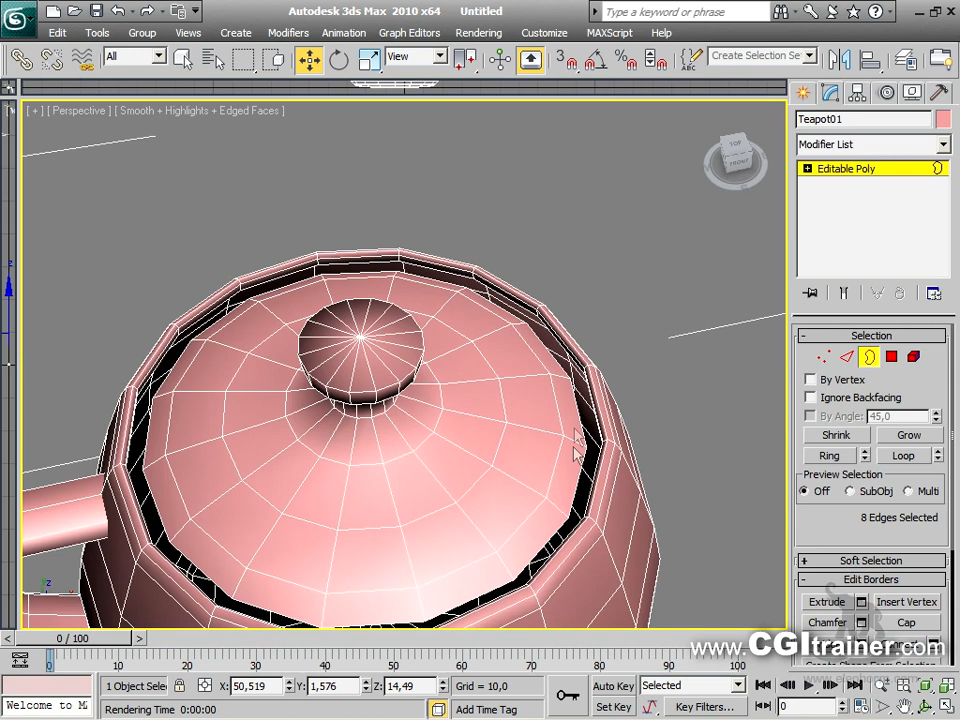 Autodesk 3ds Max 2010 x64 Untitled
Type a keyword or phrase
Edit Tools Group Views Create Modifiers Animation Graph Editors Rendering Customize MAXScript Help
All View 3 Create Selection Se
[ + ] [ Perspective ] [ Smooth + Highlights + Edged Faces ]
TOP
FRONT
Teapot01
Modifier List
Editable Poly
Selection
By Vertex
Ignore Backfacing
By Angle: 45,0
Shrink Grow
Ring Loop
Preview Selection
Off SubObj Multi
8 Edges Selected
+ Soft Selection
- Edit Borders
Extrude Insert Vertex
Chamfer Cap
z
0 / 100
www.CGItrainer.com
0 10 20 30 40 50 60 70 80 90 100
1 Object Sele X: 50,519 Y: 1,576 Z: 14,49 Grid = 10,0 Auto Key Selected
Welcome to M Rendering Time 0:00:00 Add Time Tag Set Key Key Filters... 0